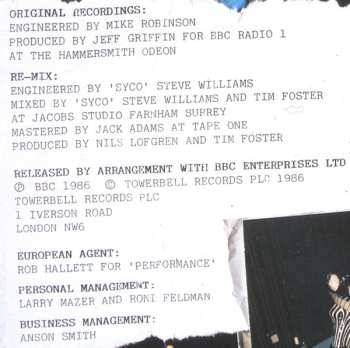 ORIGINAL RECORDINGS:
ENGINEERED BY MIKE ROBINSON
PRODUCED BY JEFF GRIFFIN FOR BBC RADIO 1
AT THE HAMMERSMITH ODEON
RE-MIX:
ENGINEERED BY 'SYCO' STEVE WILLIAMS
MIXED BY 'SYCO' STEVE WILLIAMS AND TIM FOSTER
AT JACOBS STUDIO FARNHAM SURREY
MASTERED BY JACK ADAMS AT TAPE ONE
PRODUCED BY NILS LOFGREN AND TIM FOSTER
RELEASED BY ARRANGEMENT WITH BBC ENTERPRISES LTD
Ⓟ BBC 1986 © TOWERBELL RECORDS PLC 1986
TOWERBELL RECORDS PLC
1 IVERSON ROAD
LONDON NW6
EUROPEAN AGENT:
ROB HALLETT FOR 'PERFORMANCE'
PERSONAL MANAGEMENT:
LARRY MAZER AND RONI FELDMAN
BUSINESS MANAGEMENT:
ANSON SMITH